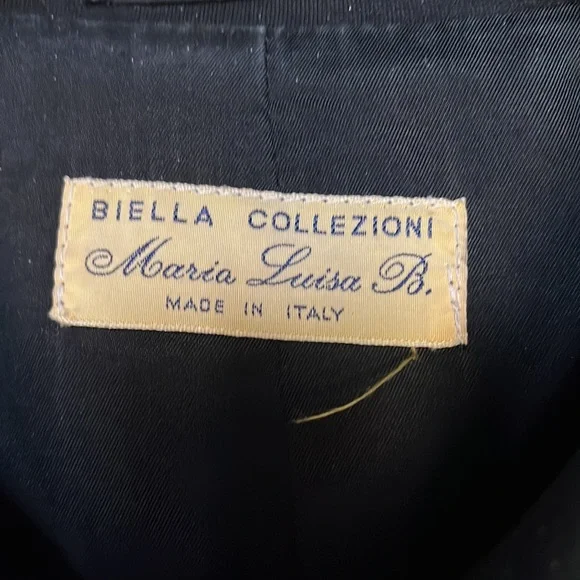 BIELLA COLLEZIONI
Maria Luisa B.
MADE IN ITALY